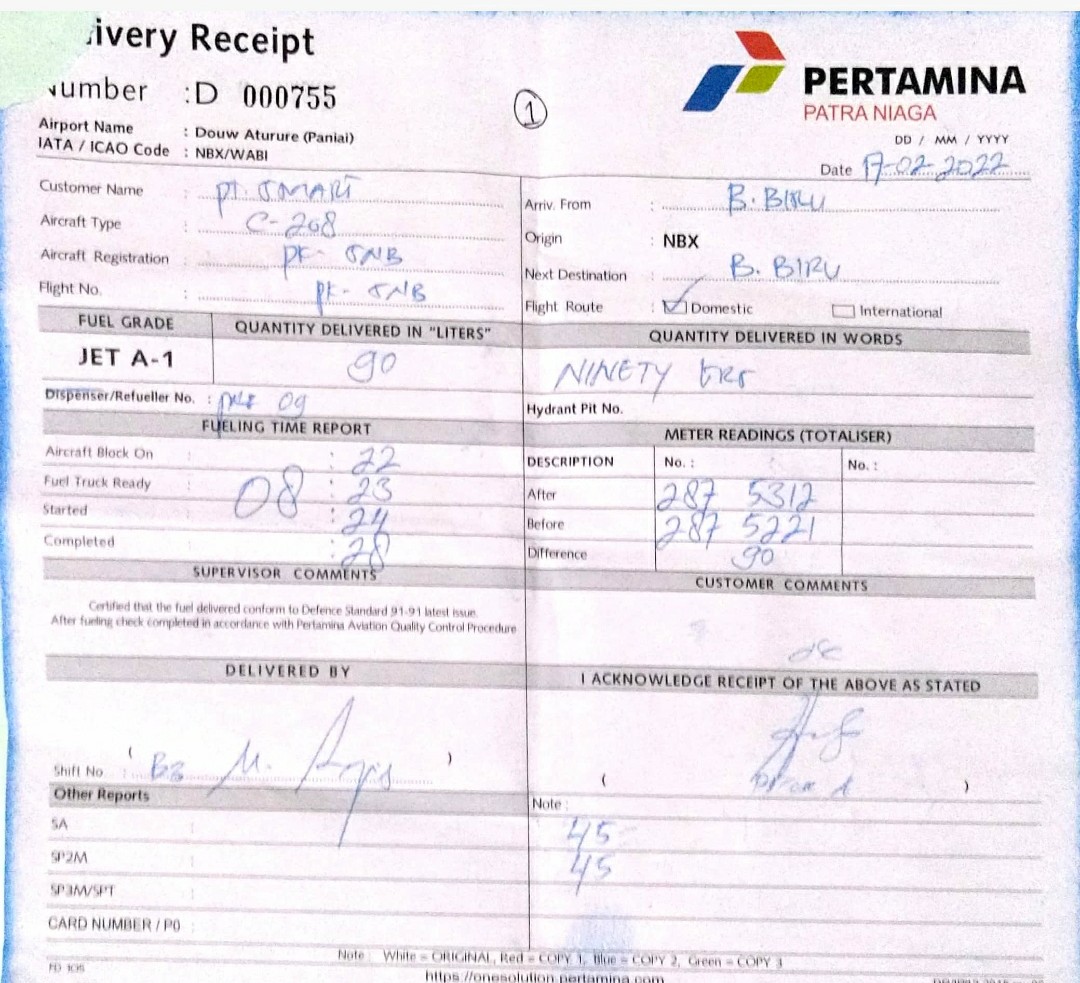 ivery Receipt
umber : D 000755
1
PERTAMINA
PATRA NIAGA
Airport Name : Douw Aturure (Paniai)
IATA / ICAO Code : NBX/WABI
DD / MM / YYYY
Date 17-02-2022
Customer Name : PT. SMART
Aircraft Type : C-208
Aircraft Registration : PK-SNB
Flight No. : PK-SNB
Arriv. From : B. BIRU
Origin : NBX
Next Destination : B. BIRU
Flight Route : Domestic International
FUEL GRADE QUANTITY DELIVERED IN "LITERS" QUANTITY DELIVERED IN WORDS
JET A-1 90 NINETY
Dispenser/Refueller No. : 09 Hydrant Pit No.
FUELING TIME REPORT
Aircraft Block On : 22
Fuel Truck Ready : 08 : 23
Started : 24
Completed : 28
METER READINGS (TOTALISER)
DESCRIPTION No. : No. :
After 287 5312
Before 287 5221
Difference 90
SUPERVISOR COMMENTS
Certified that the fuel delivered conform to Defence Standard 91-91 latest issue.
After fueling check completed in accordance with Pertamina Aviation Quality Control Procedure
CUSTOMER COMMENTS
DELIVERED BY
( )
Shift No :
I ACKNOWLEDGE RECEIPT OF THE ABOVE AS STATED
( )
Other Reports
SA :
SP2M :
SP3M/SPT :
CARD NUMBER / PO :
Note :
45
45
Note : White = ORIGINAL, Red = COPY 1, Blue = COPY 2, Green = COPY 3
https://onesolution.pertamina.com